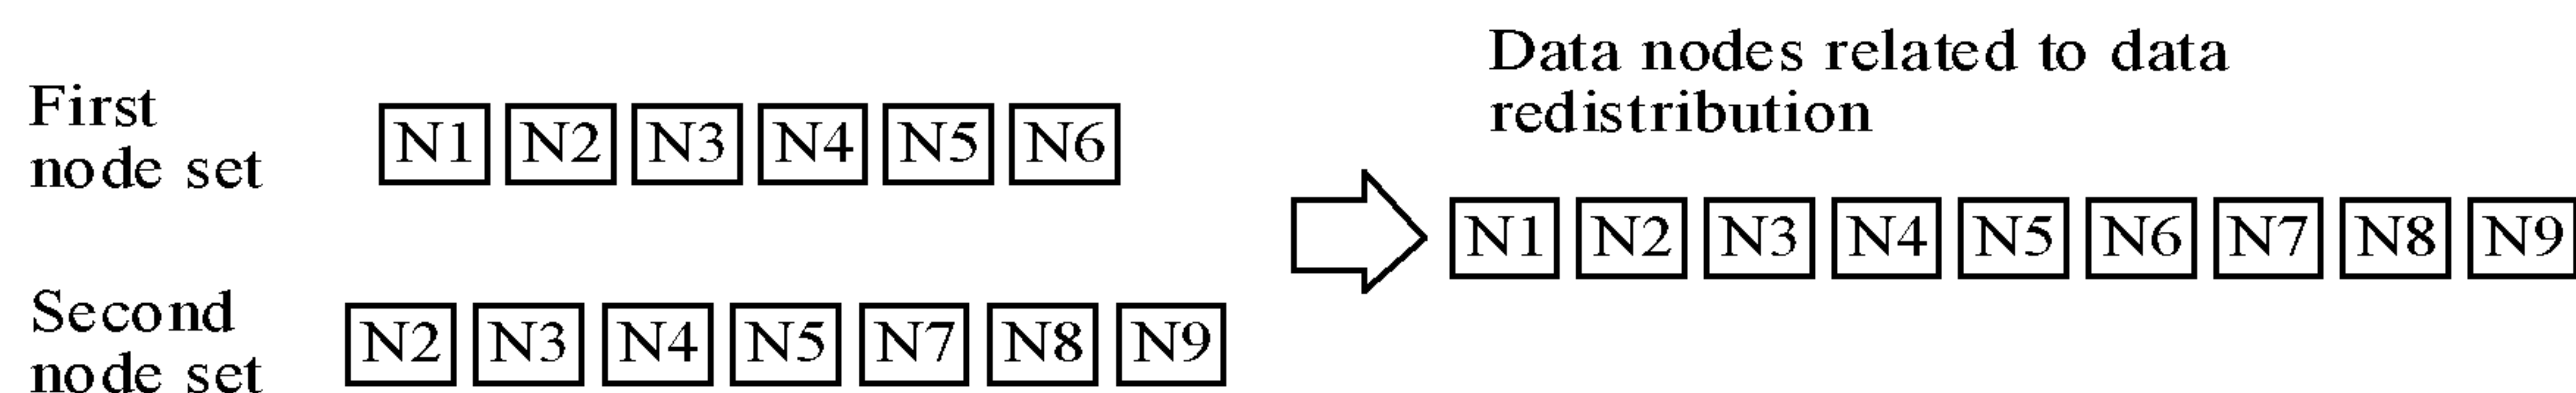 First
node set
N1 N2 N3 N4 N5 N6
Second
node set
N2 N3 N4 N5 N7 N8 N9
Data nodes related to data
redistribution
N1 N2 N3 N4 N5 N6 N7 N8 N9